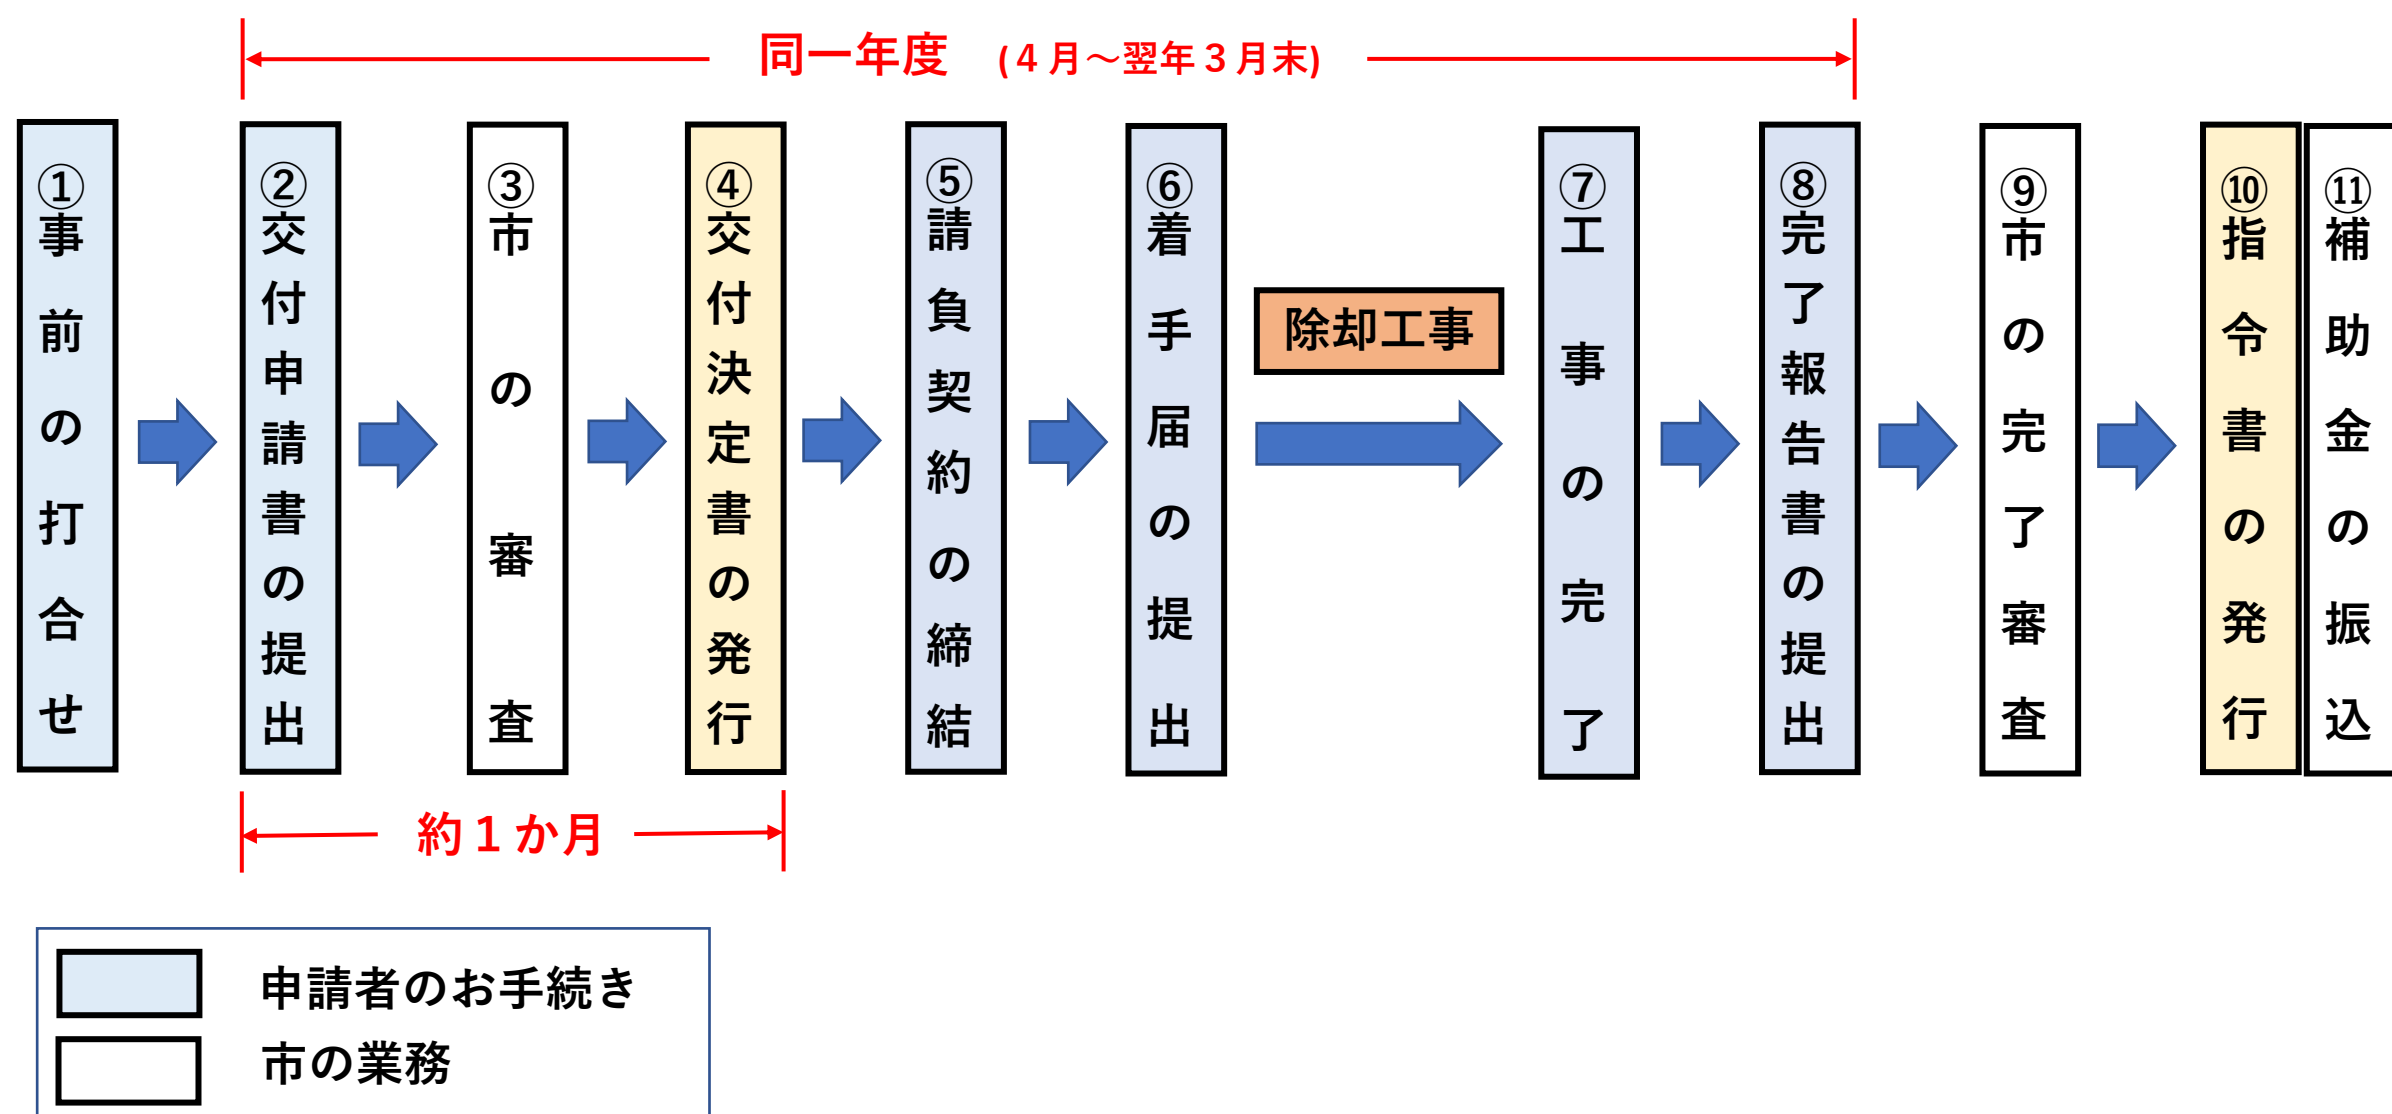 同一年度 (４月～翌年３月末)
①事前の打合せ
②交付申請書の提出
③市の審査
④交付決定書の発行
⑤請負契約の締結
⑥着手届の提出
除却工事
⑦工事の完了
⑧完了報告書の提出
⑨市の完了審査
⑩指令書の発行
⑪補助金の振込
約１か月
申請者のお手続き
市の業務